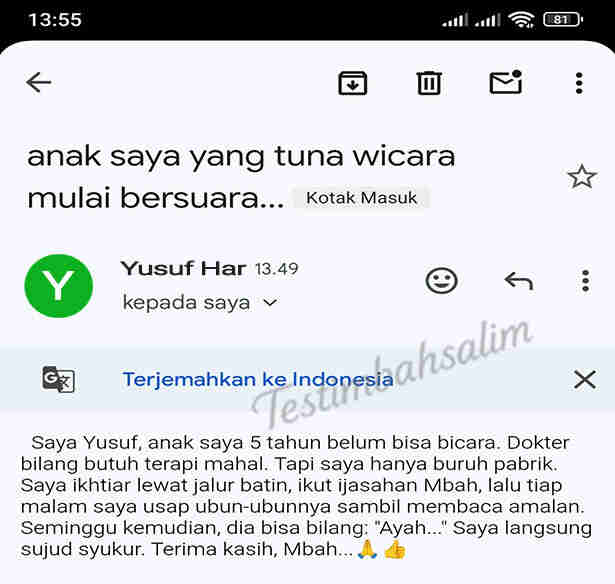 13:55
81
anak saya yang tuna wicara
mulai bersuara... Kotak Masuk
Y
Yusuf Har 13.49
kepada saya
Terjemahkan ke Indonesia
Testimbahsalim
Saya Yusuf, anak saya 5 tahun belum bisa bicara. Dokter
bilang butuh terapi mahal. Tapi saya hanya buruh pabrik.
Saya ikhtiar lewat jalur batin, ikut ijasahan Mbah, lalu tiap
malam saya usap ubun-ubunnya sambil membaca amalan.
Seminggu kemudian, dia bisa bilang: "Ayah..." Saya langsung
sujud syukur. Terima kasih, Mbah...🙏👍